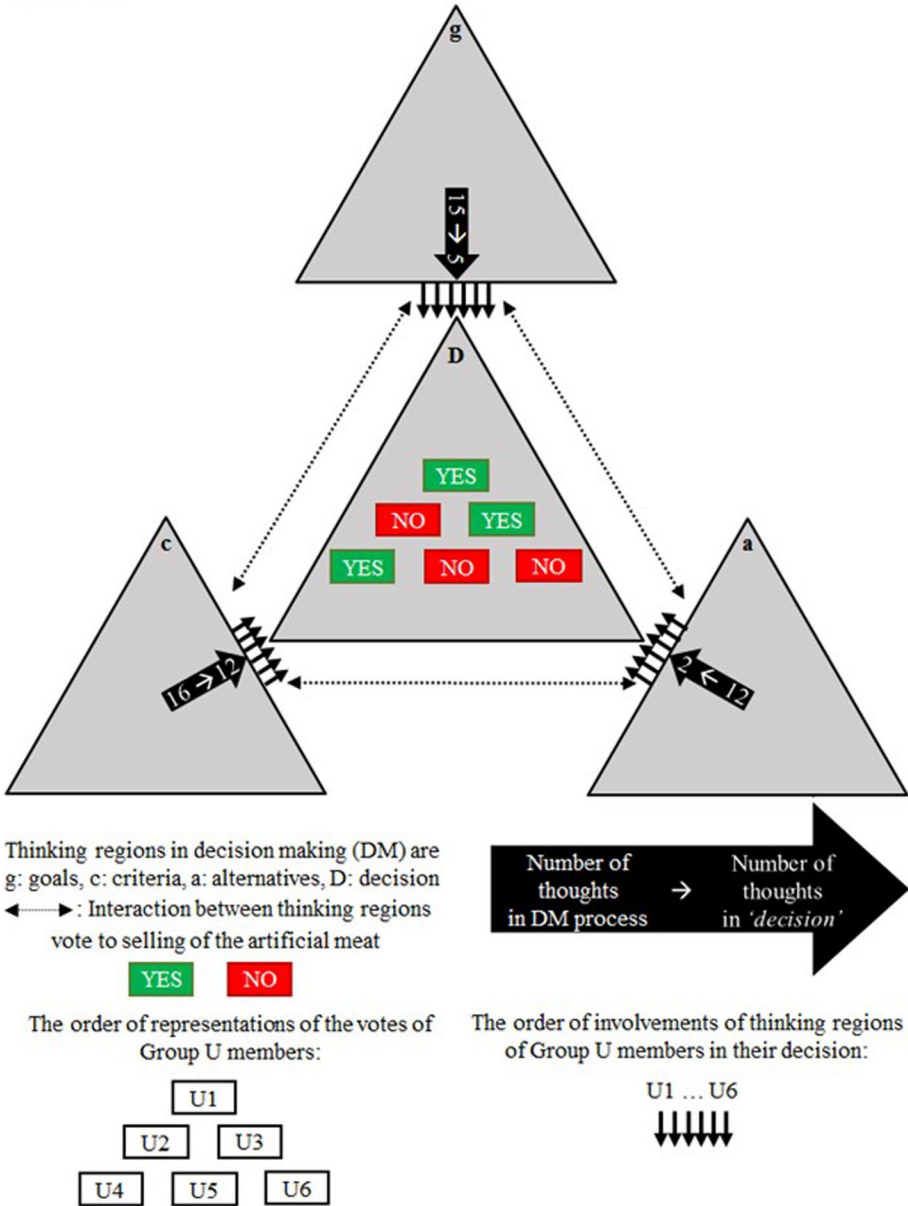 g
15 → 5
D
YES
NO YES
YES NO NO
c
16 → 12
a
2 ← 12
Thinking regions in decision making (DM) are
g: goals, c: criteria, a: alternatives, D: decision
: Interaction between thinking regions
vote to selling of the artificial meat
YES NO
The order of representations of the votes of
Group U members:
U1
U2 U3
U4 U5 U6
Number of
thoughts
in DM process
→
Number of
thoughts
in ‘decision’
The order of involvements of thinking regions
of Group U members in their decision:
U1 ... U6